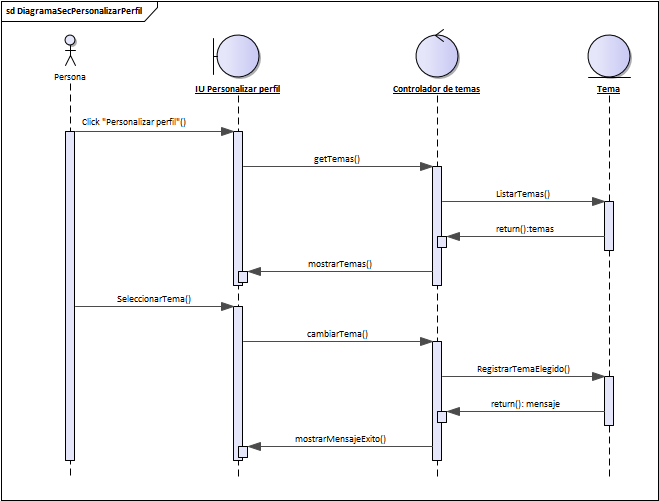 sd DiagramaSecPersonalizarPerfil
Persona
IU Personalizar perfil
Controlador de temas
Tema
Click "Personalizar perfil"()
getTemas()
ListarTemas()
return():temas
mostrarTemas()
SeleccionarTema()
cambiarTema()
RegistrarTemaElegido()
return(): mensaje
mostrarMensajeExito()